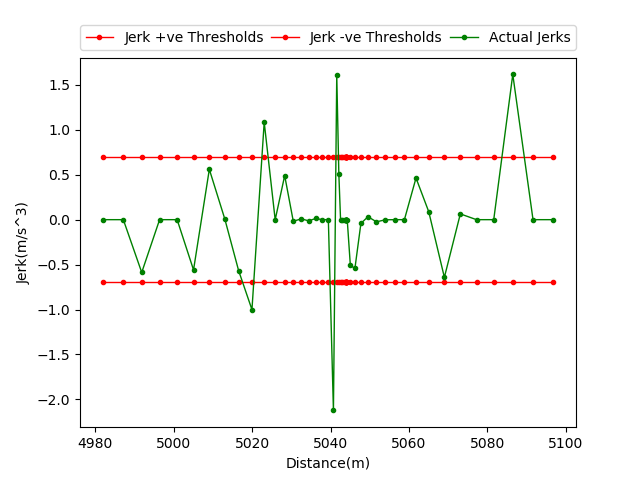 Jerk +ve Thresholds Jerk -ve Thresholds Actual Jerks
1.5
1.0
0.5
0.0
−0.5
−1.0
−1.5
−2.0
Jerk(m/s^3)
4980 5000 5020 5040 5060 5080 5100
Distance(m)